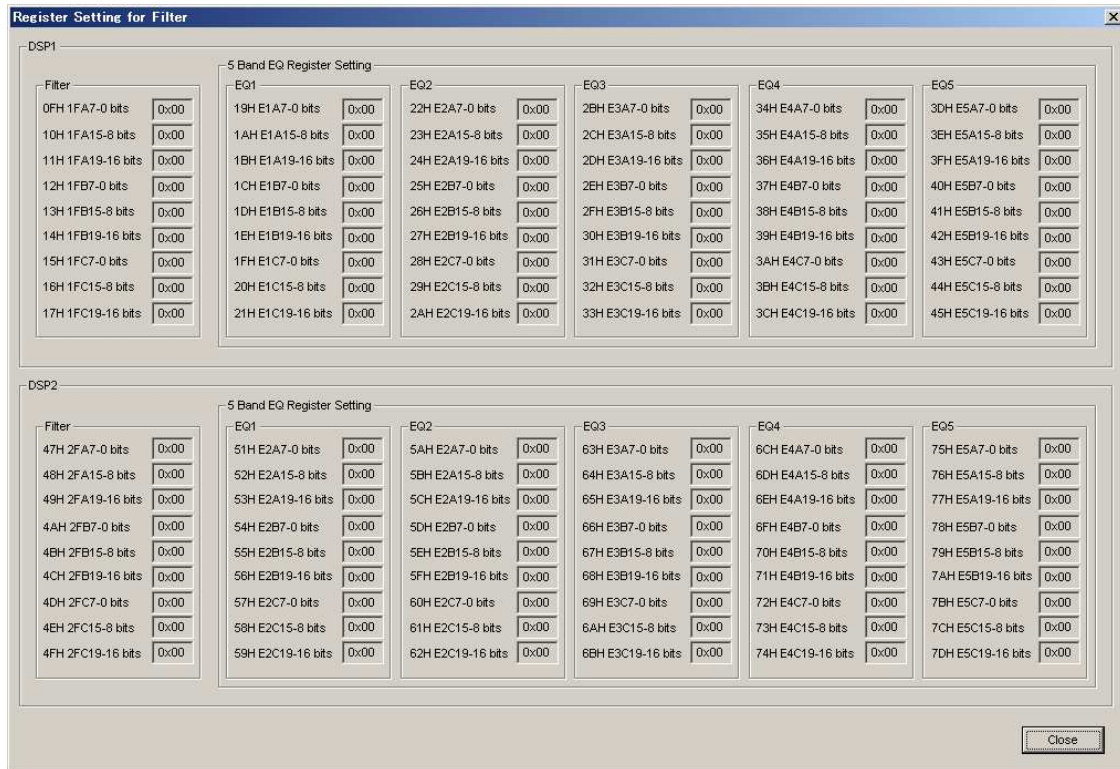 Register Setting for Filter
DSP1
5 Band EQ Register Setting
Filter EQ1 EQ2 EQ3 EQ4 EQ5
0FH 1FA7-0 bits 0x00 19H E1A7-0 bits 0x00 22H E2A7-0 bits 0x00 2BH E3A7-0 bits 0x00 34H E4A7-0 bits 0x00 3DH E5A7-0 bits 0x00
10H 1FA15-8 bits 0x00 1AH E1A15-8 bits 0x00 23H E2A15-8 bits 0x00 2CH E3A15-8 bits 0x00 35H E4A15-8 bits 0x00 3EH E5A15-8 bits 0x00
11H 1FA19-16 bits 0x00 1BH E1A19-16 bits 0x00 24H E2A19-16 bits 0x00 2DH E3A19-16 bits 0x00 36H E4A19-16 bits 0x00 3FH E5A19-16 bits 0x00
12H 1FB7-0 bits 0x00 1CH E1B7-0 bits 0x00 25H E2B7-0 bits 0x00 2EH E3B7-0 bits 0x00 37H E4B7-0 bits 0x00 40H E5B7-0 bits 0x00
13H 1FB15-8 bits 0x00 1DH E1B15-8 bits 0x00 26H E2B15-8 bits 0x00 2FH E3B15-8 bits 0x00 38H E4B15-8 bits 0x00 41H E5B15-8 bits 0x00
14H 1FB19-16 bits 0x00 1EH E1B19-16 bits 0x00 27H E2B19-16 bits 0x00 30H E3B19-16 bits 0x00 39H E4B19-16 bits 0x00 42H E5B19-16 bits 0x00
15H 1FC7-0 bits 0x00 1FH E1C7-0 bits 0x00 28H E2C7-0 bits 0x00 31H E3C7-0 bits 0x00 3AH E4C7-0 bits 0x00 43H E5C7-0 bits 0x00
16H 1FC15-8 bits 0x00 20H E1C15-8 bits 0x00 29H E2C15-8 bits 0x00 32H E3C15-8 bits 0x00 3BH E4C15-8 bits 0x00 44H E5C15-8 bits 0x00
17H 1FC19-16 bits 0x00 21H E1C19-16 bits 0x00 2AH E2C19-16 bits 0x00 33H E3C19-16 bits 0x00 3CH E4C19-16 bits 0x00 45H E5C19-16 bits 0x00
DSP2
5 Band EQ Register Setting
Filter EQ1 EQ2 EQ3 EQ4 EQ5
47H 2FA7-0 bits 0x00 51H E2A7-0 bits 0x00 5AH E2A7-0 bits 0x00 63H E3A7-0 bits 0x00 6CH E4A7-0 bits 0x00 75H E5A7-0 bits 0x00
48H 2FA15-8 bits 0x00 52H E2A15-8 bits 0x00 5BH E2A15-8 bits 0x00 64H E3A15-8 bits 0x00 6DH E4A15-8 bits 0x00 76H E5A15-8 bits 0x00
49H 2FA19-16 bits 0x00 53H E2A19-16 bits 0x00 5CH E2A19-16 bits 0x00 65H E3A19-16 bits 0x00 6EH E4A19-16 bits 0x00 77H E5A19-16 bits 0x00
4AH 2FB7-0 bits 0x00 54H E2B7-0 bits 0x00 5DH E2B7-0 bits 0x00 66H E3B7-0 bits 0x00 6FH E4B7-0 bits 0x00 78H E5B7-0 bits 0x00
4BH 2FB15-8 bits 0x00 55H E2B15-8 bits 0x00 5EH E2B15-8 bits 0x00 67H E3B15-8 bits 0x00 70H E4B15-8 bits 0x00 79H E5B15-8 bits 0x00
4CH 2FB19-16 bits 0x00 56H E2B19-16 bits 0x00 5FH E2B19-16 bits 0x00 68H E3B19-16 bits 0x00 71H E4B19-16 bits 0x00 7AH E5B19-16 bits 0x00
4DH 2FC7-0 bits 0x00 57H E2C7-0 bits 0x00 60H E2C7-0 bits 0x00 69H E3C7-0 bits 0x00 72H E4C7-0 bits 0x00 7BH E5C7-0 bits 0x00
4EH 2FC15-8 bits 0x00 58H E2C15-8 bits 0x00 61H E2C15-8 bits 0x00 6AH E3C15-8 bits 0x00 73H E4C15-8 bits 0x00 7CH E5C15-8 bits 0x00
4FH 2FC19-16 bits 0x00 59H E2C19-16 bits 0x00 62H E2C19-16 bits 0x00 6BH E3C19-16 bits 0x00 74H E4C19-16 bits 0x00 7DH E5C19-16 bits 0x00
Close